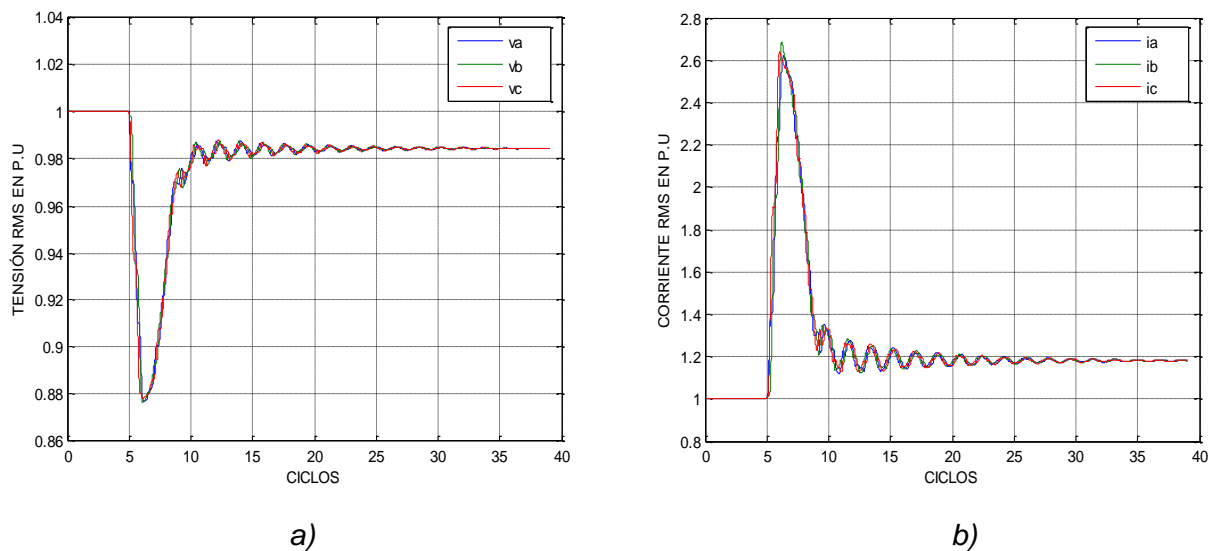 1.04
1.02
1
0.98
0.96
0.94
0.92
0.9
0.88
0.86
0 5 10 15 20 25 30 35 40
TENSIÓN RMS EN P.U
CICLOS
va
vb
vc
a)
2.8
2.6
2.4
2.2
2
1.8
1.6
1.4
1.2
1
0.8
0 5 10 15 20 25 30 35 40
CORRIENTE RMS EN P.U
CICLOS
ia
ib
ic
b)